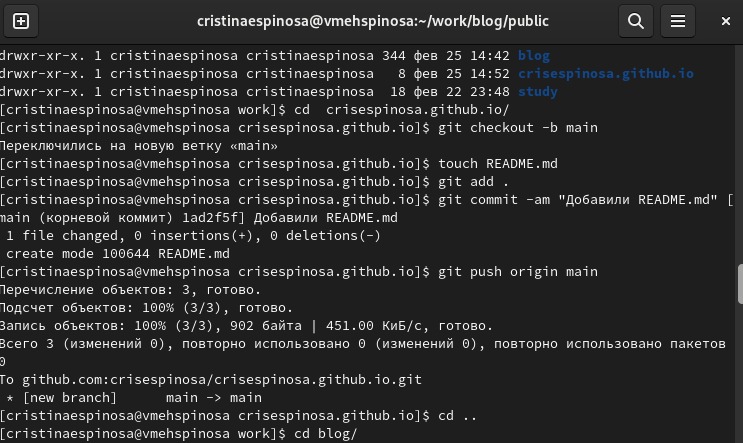 cristinaespinosa@vmehspinosa:~/work/blog/public
drwxr-xr-x. 1 cristinaespinosa cristinaespinosa 344 фев 25 14:42 blog
drwxr-xr-x. 1 cristinaespinosa cristinaespinosa   8 фев 25 14:52 crisespinosa.github.io
drwxr-xr-x. 1 cristinaespinosa cristinaespinosa  18 фев 22 23:48 study
[cristinaespinosa@vmehspinosa work]$ cd  crisespinosa.github.io/
[cristinaespinosa@vmehspinosa crisespinosa.github.io]$ git checkout -b main
Переключились на новую ветку «main»
[cristinaespinosa@vmehspinosa crisespinosa.github.io]$ touch README.md
[cristinaespinosa@vmehspinosa crisespinosa.github.io]$ git add .
[cristinaespinosa@vmehspinosa crisespinosa.github.io]$ git commit -am "Добавили README.md" [
main (корневой коммит) 1ad2f5f] Добавили README.md
 1 file changed, 0 insertions(+), 0 deletions(-)
 create mode 100644 README.md
[cristinaespinosa@vmehspinosa crisespinosa.github.io]$ git push origin main
Перечисление объектов: 3, готово.
Подсчет объектов: 100% (3/3), готово.
Запись объектов: 100% (3/3), 902 байта | 451.00 КиБ/с, готово.
Всего 3 (изменений 0), повторно использовано 0 (изменений 0), повторно использовано пакетов
0
To github.com:crisespinosa/crisespinosa.github.io.git
 * [new branch]      main -> main
[cristinaespinosa@vmehspinosa crisespinosa.github.io]$ cd ..
[cristinaespinosa@vmehspinosa work]$ cd blog/